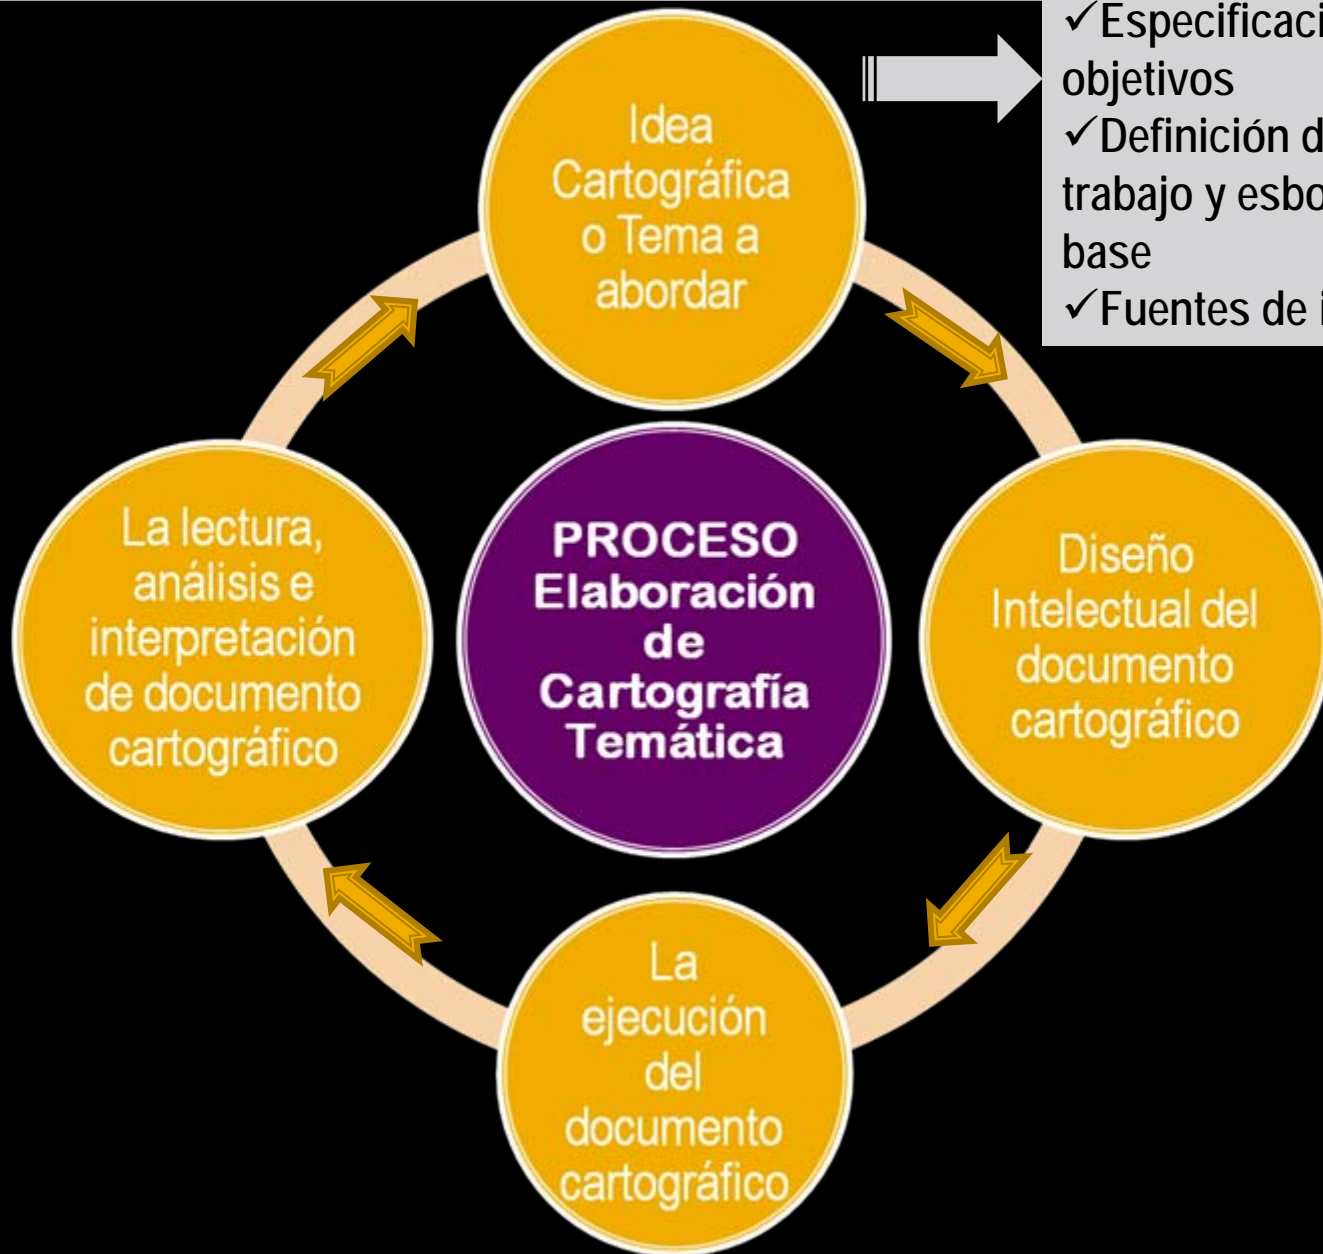 Idea
Cartográfica
o Tema a
abordar
✓Especificaci
objetivos
✓Definición d
trabajo y esbo
base
✓Fuentes de i
La lectura,
análisis e
interpretación
de documento
cartográfico
PROCESO
Elaboración
de
Cartografía
Temática
Diseño
Intelectual del
documento
cartográfico
La
ejecución
del
documento
cartográfico